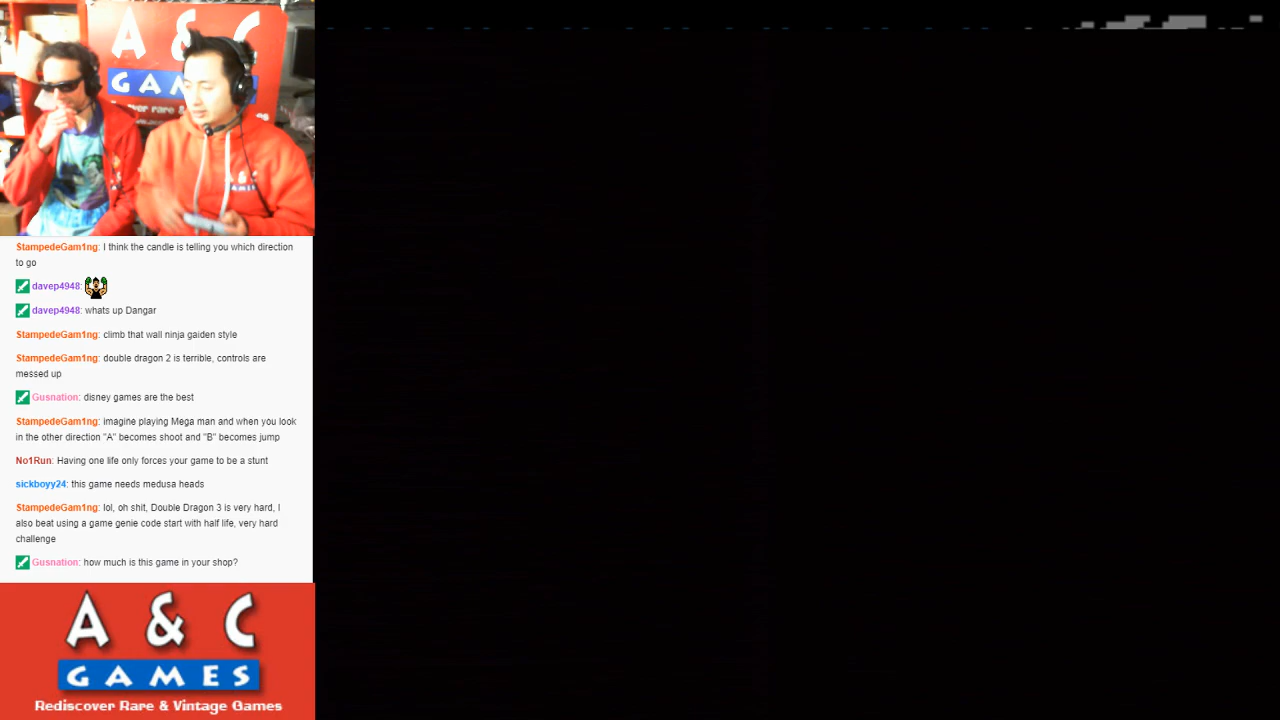 A & C
GAM
over rare &
StampedeGam1ng: I think the candle is telling you which direction
to go
davep4948:
davep4948: whats up Dangar
StampedeGam1ng: climb that wall ninja gaiden style
StampedeGam1ng: double dragon 2 is terrible, controls are
messed up
Gusnation: disney games are the best
StampedeGam1ng: imagine playing Mega man and when you look
in the other direction "A" becomes shoot and "B" becomes jump
No1Run: Having one life only forces your game to be a stunt
sickboyy24: this game needs medusa heads
StampedeGam1ng: lol, oh shit, Double Dragon 3 is very hard, I
also beat using a game genie code start with half life, very hard
challenge
Gusnation: how much is this game in your shop?
A & C
GAMES
Rediscover Rare & Vintage Games